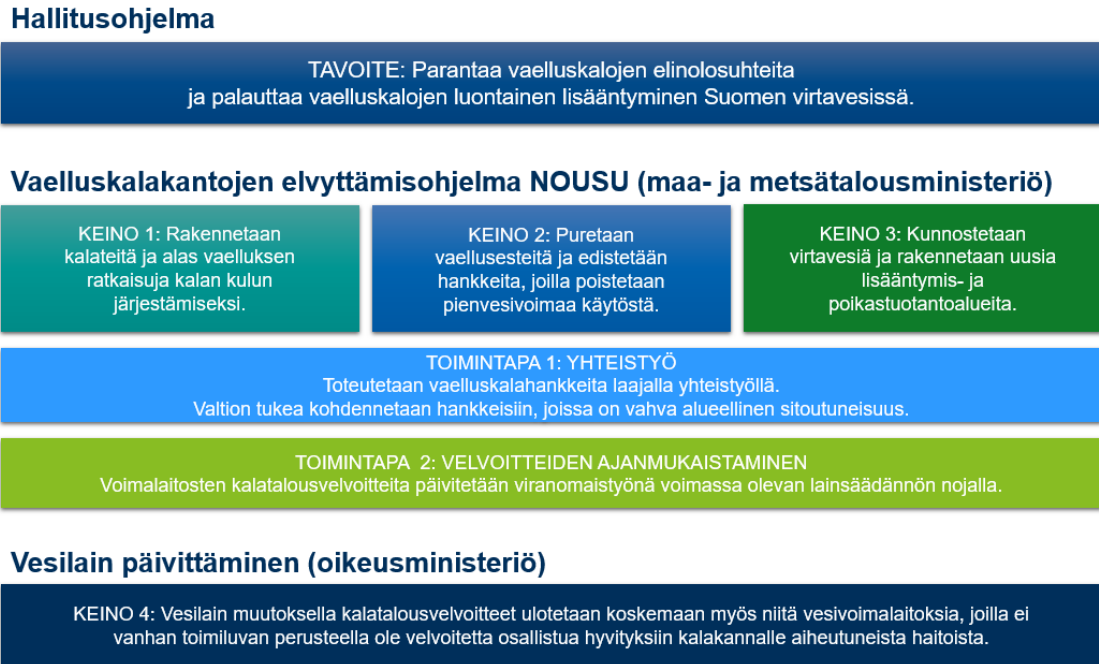 Hallitusohjelma
TAVOITE: Parantaa vaelluskalojen elinolosuhteita
ja palauttaa vaelluskalojen luontainen lisääntyminen Suomen virtavesissä.
Vaelluskalakantojen elvyttämisohjelma NOUSU (maa- ja metsätalousministeriö)
KEINO 1: Rakennetaan
kalateitä ja alas vaelluksen
ratkaisuja kalan kulun
järjestämiseksi.
KEINO 2: Puretaan
vaellusesteitä ja edistetään
hankkeita, joilla poistetaan
pienvesivoimaa käytöstä.
KEINO 3: Kunnostetaan
virtavesiä ja rakennetaan uusia
lisääntymis- ja
poikastuotantoalueita.
TOIMINTAPA 1: YHTEISTYÖ
Toteutetaan vaelluskalahankkeita laajalla yhteistyöllä.
Valtion tukea kohdennetaan hankkeisiin, joissa on vahva alueellinen sitoutuneisuus.
TOIMINTAPA 2: VELVOITTEIDEN AJANMUKAISTAMINEN
Voimalaitosten kalatalousvelvoitteita päivitetään viranomaistyönä voimassa olevan lainsäädännön nojalla.
Vesilain päivittäminen (oikeusministeriö)
KEINO 4: Vesilain muutoksella kalatalousvelvoitteet ulotetaan koskemaan myös niitä vesivoimalaitoksia, joilla ei
vanhan toimiluvan perusteella ole velvoitetta osallistua hyvityksiin kalakannalle aiheutuneista haitoista.